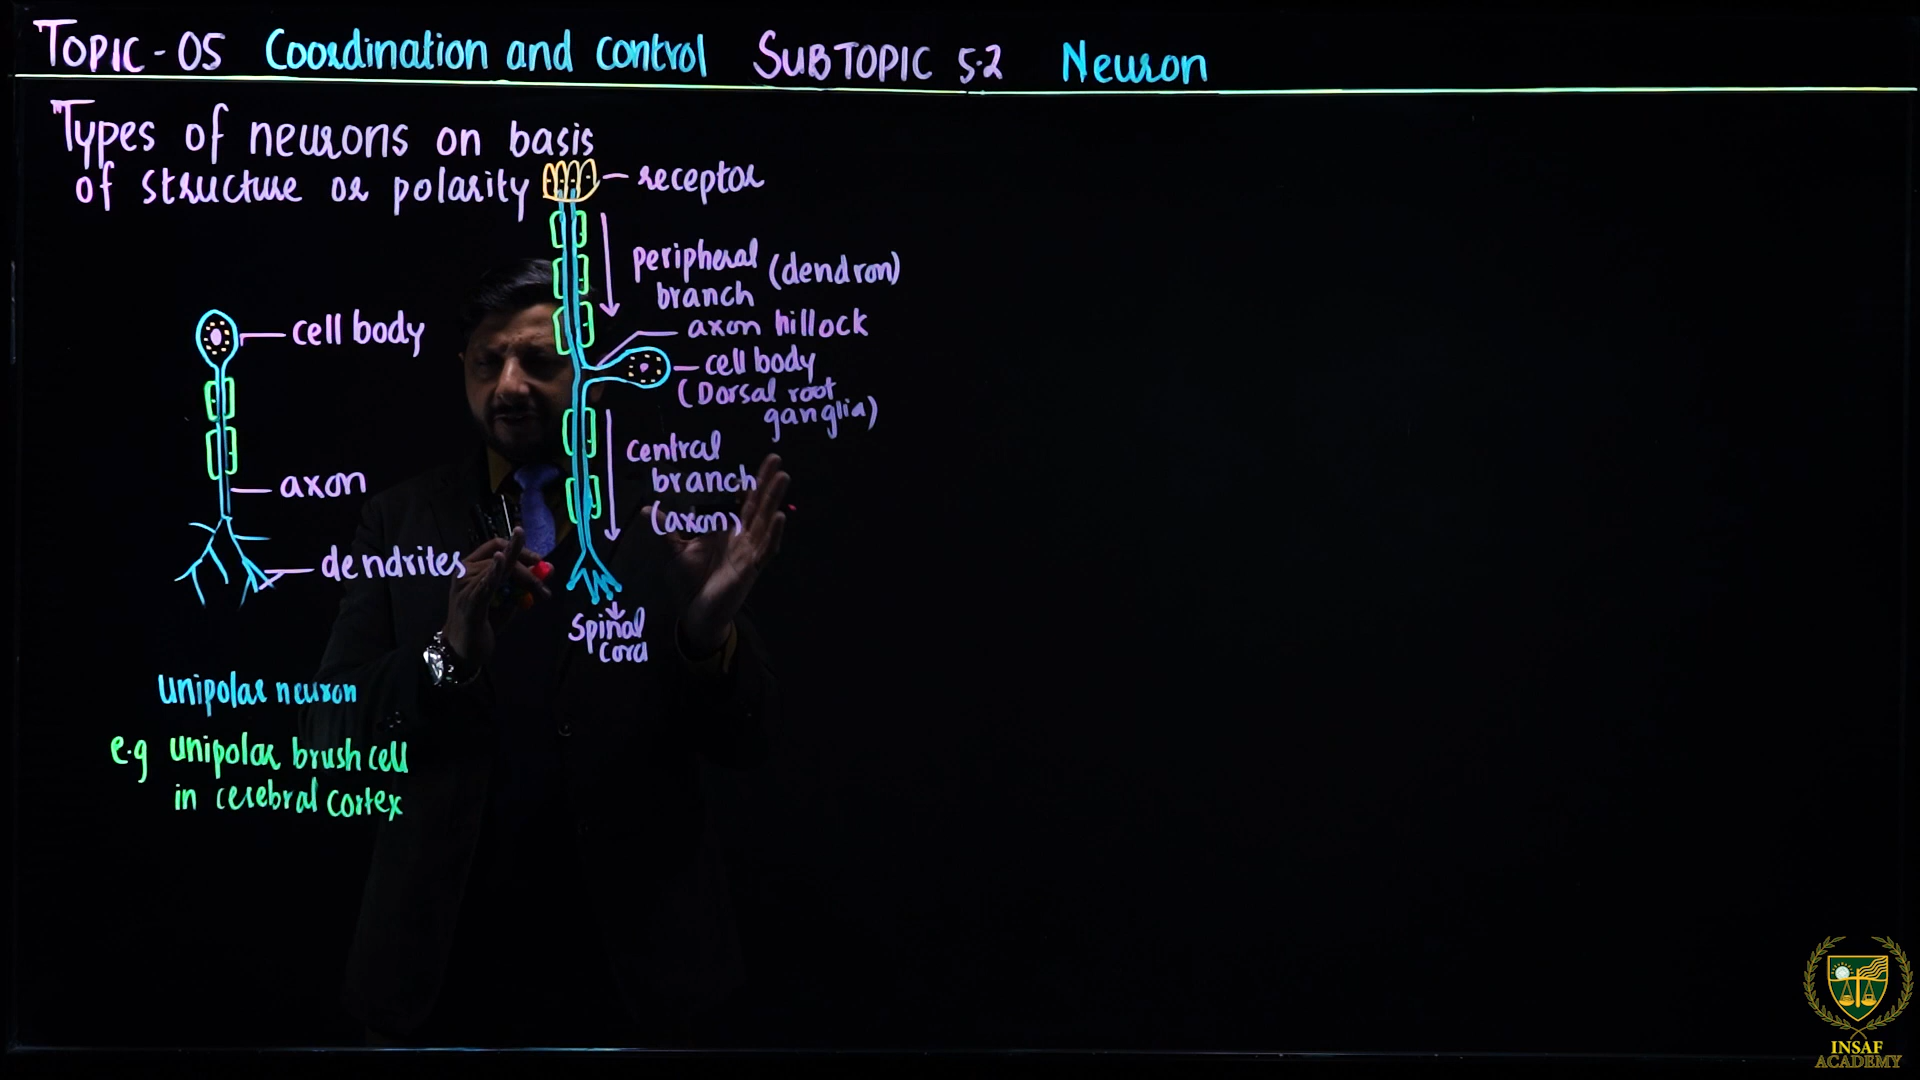 TOPIC - 05 Coordination and control SUBTOPIC 5.2 Neuron
Types of neurons on basis
of structure or polarity
receptor
peripheral (dendron)
branch
axon hillock
cell body
(Dorsal root
ganglia)
central
branch
(axon)
spinal
cord
cell body
axon
dendrites
unipolar neuron
e.g unipolar brush cell
in cerebral cortex
INSAF
ACADEMY